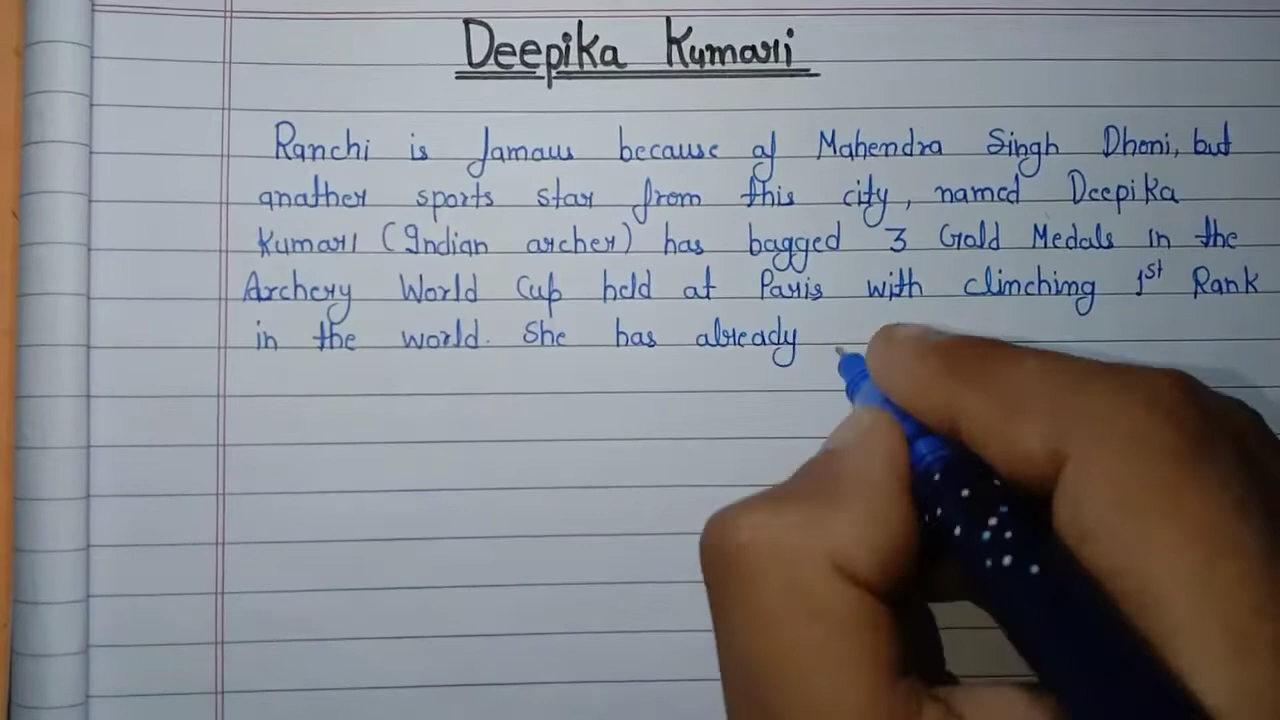 Deepika Kumari
Ranchi is famous because of Mahendra Singh Dhoni, but
another sports star from this city, named Deepika
Kumari (Indian archer) has bagged 3 Gold Medals in the
Archery World Cup held at Paris with clinching 1st Rank
in the world. She has already